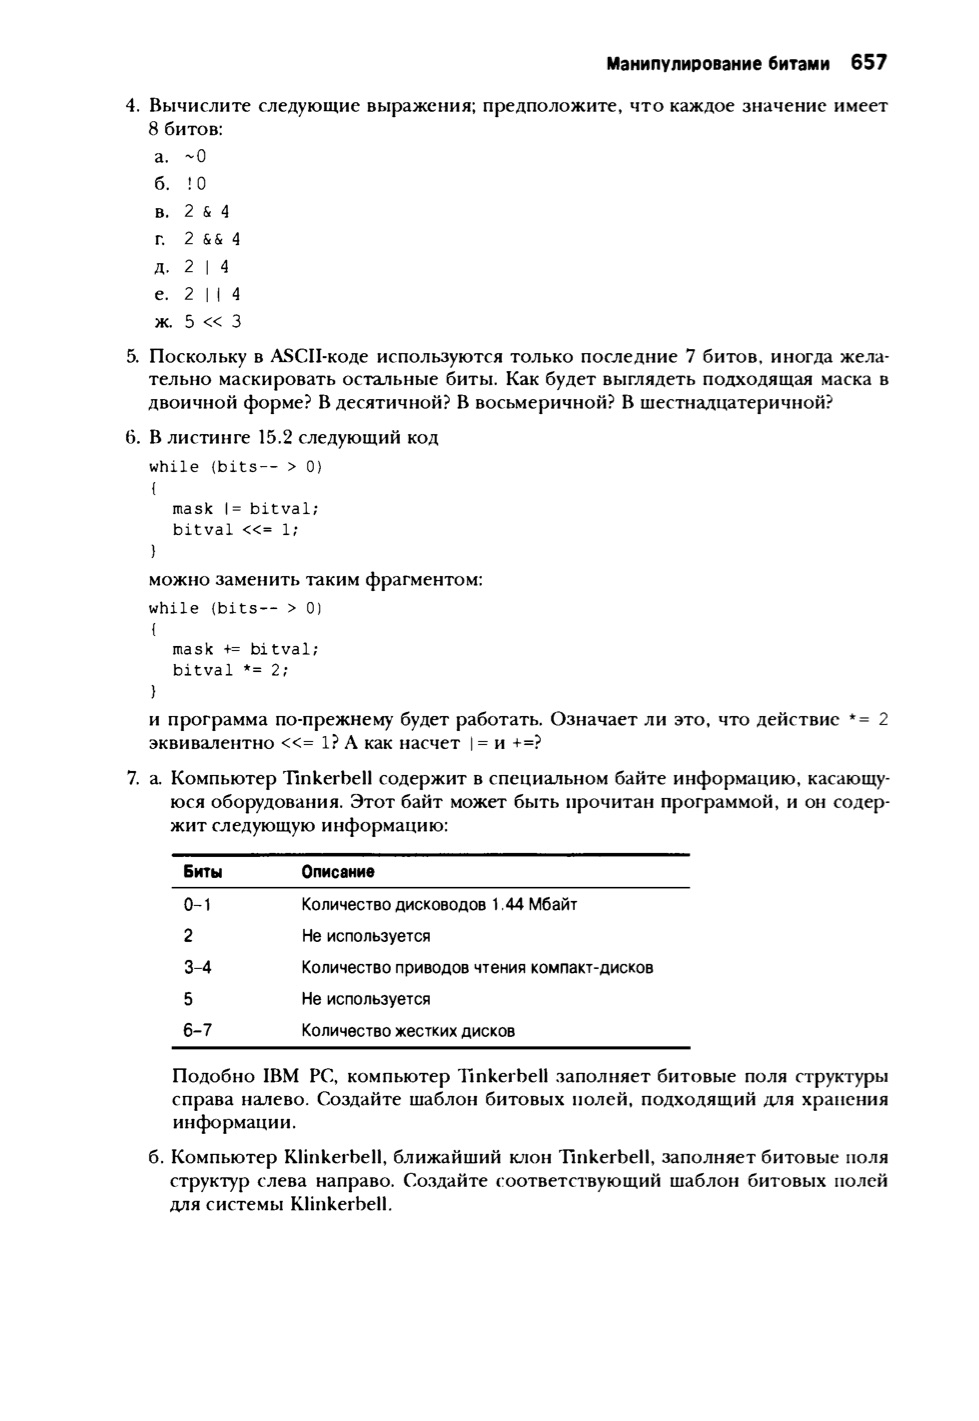 Манипулирование битами 657
4. Вычислите следующие выражения; предположите, что каждое значение имеет
8 битов:
а. ~0
б. !0
в. 2 & 4
г. 2 && 4
д. 2 | 4
е. 2 || 4
ж. 5 << 3
5. Поскольку в ASCII-коде используются только последние 7 битов, иногда жела-
тельно маскировать остальные биты. Как будет выглядеть подходящая маска в
двоичной форме? В десятичной? В восьмеричной? В шестнадцатеричной?
6. В листинге 15.2 следующий код
while (bits-- > 0)
{
mask |= bitval;
bitval <<= 1;
}
можно заменить таким фрагментом:
while (bits-- > 0)
{
mask += bitval;
bitval *= 2;
}
и программа по-прежнему будет работать. Означает ли это, что действие *= 2
эквивалентно <<= 1? А как насчет |= и +=?
7. а. Компьютер Tinkerbell содержит в специальном байте информацию, касающу-
юся оборудования. Этот байт может быть прочитан программой, и он содер-
жит следующую информацию:
Биты Описание
0–1 Количество дисководов 1.44 Мбайт
2 Не используется
3–4 Количество приводов чтения компакт-дисков
5 Не используется
6–7 Количество жестких дисков
Подобно IBM PC, компьютер Tinkerbell заполняет битовые поля структуры
справа налево. Создайте шаблон битовых полей, подходящий для хранения
информации.
б. Компьютер Klinkerbell, ближайший клон Tinkerbell, заполняет битовые поля
структур слева направо. Создайте соответствующий шаблон битовых полей
для системы Klinkerbell.